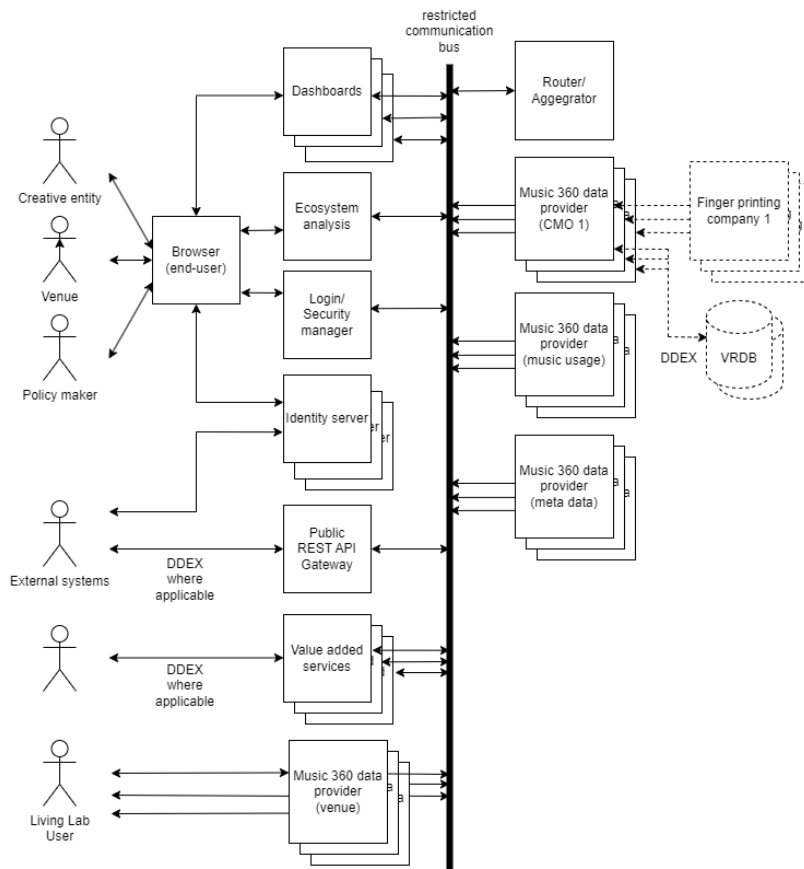 restricted
communication
bus
Dashboards
Router/
Aggegrator
Creative entity
Ecosystem
analysis
Music 360 data
provider
(CMO 1)
a
Finger printing
company 1
Browser
(end-user)
Venue
Login/
Security
manager
Music 360 data
provider
(music usage)
a
a
DDEX
VRDB
Policy maker
Identity server
er
er
Music 360 data
provider
(meta data)
a
a
Public
REST API
Gateway
External systems
DDEX
where
applicable
Value added
services
d
d
DDEX
where
applicable
Music 360 data
provider
(venue)
a
a
Living Lab
User